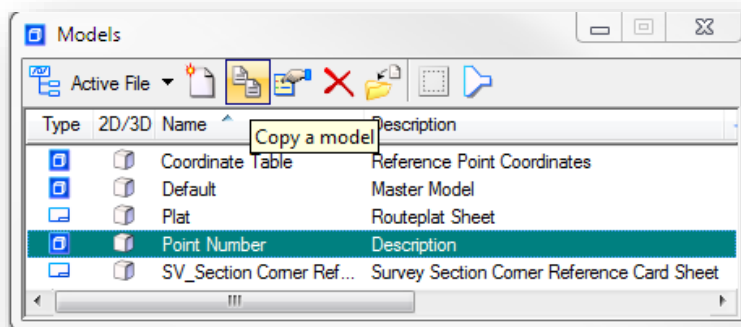 Models
Active File
Type 2D/3D Name Description
Copy a model
Coordinate Table Reference Point Coordinates
Default Master Model
Plat Routeplat Sheet
Point Number Description
SV_Section Corner Ref... Survey Section Corner Reference Card Sheet